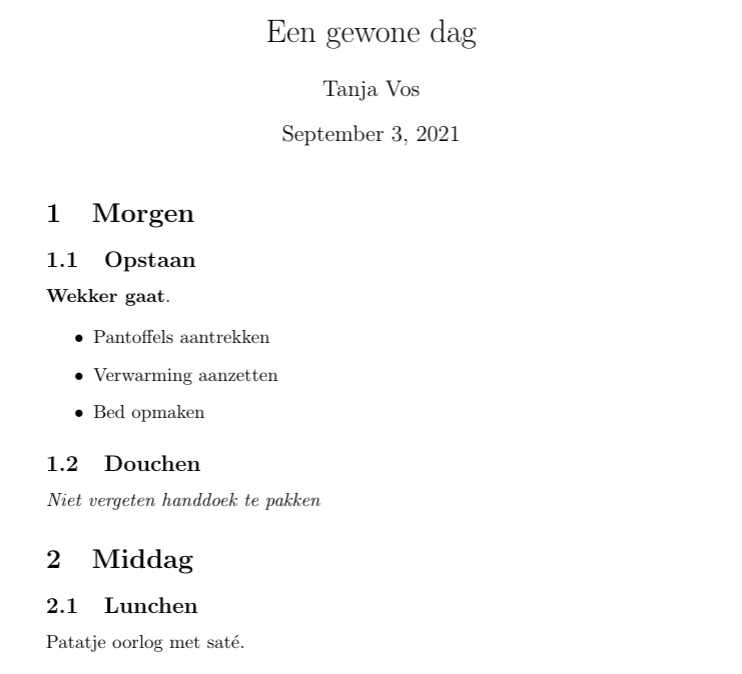 Een gewone dag
Tanja Vos
September 3, 2021
1 Morgen
1.1 Opstaan
Wekker gaat.
• Pantoffels aantrekken
• Verwarming aanzetten
• Bed opmaken
1.2 Douchen
Niet vergeten handdoek te pakken
2 Middag
2.1 Lunchen
Patatje oorlog met saté.